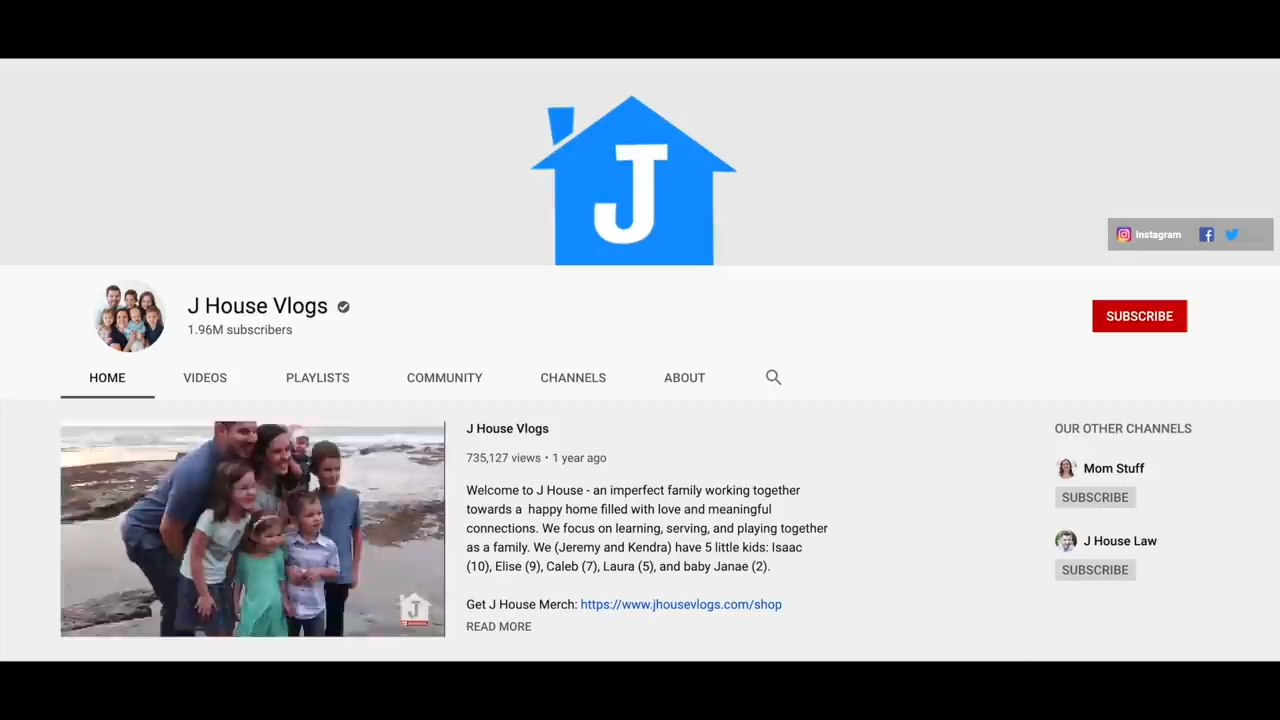 J
Instagram
J House Vlogs
1.96M subscribers
SUBSCRIBE
HOME VIDEOS PLAYLISTS COMMUNITY CHANNELS ABOUT
J House Vlogs
735,127 views • 1 year ago
Welcome to J House - an imperfect family working together
towards a happy home filled with love and meaningful
connections. We focus on learning, serving, and playing together
as a family. We (Jeremy and Kendra) have 5 little kids: Isaac
(10), Elise (9), Caleb (7), Laura (5), and baby Janae (2).
Get J House Merch: https://www.jhousevlogs.com/shop
READ MORE
J
OUR OTHER CHANNELS
Mom Stuff
SUBSCRIBE
J House Law
SUBSCRIBE